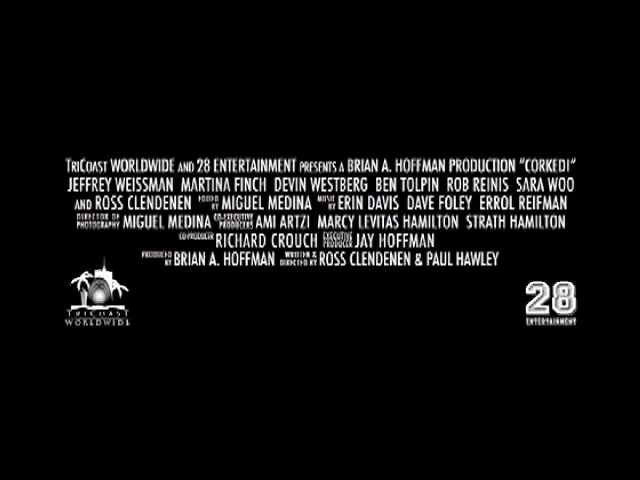 TRICOAST WORLDWIDE AND 28 ENTERTAINMENT PRESENTS A BRIAN A. HOFFMAN PRODUCTION "CORKED!"
JEFFREY WEISSMAN MARTINA FINCH DEVIN WESTBERG BEN TOLPIN ROB REINIS SARA WOO
AND ROSS CLENDENEN EDITED BY MIGUEL MEDINA MUSIC BY ERIN DAVIS DAVE FOLEY ERROL REIFMAN
DIRECTOR OF PHOTOGRAPHY MIGUEL MEDINA CO-EXECUTIVE PRODUCERS AMI ARTZI MARCY LEVITAS HAMILTON STRATH HAMILTON
CO-PRODUCER RICHARD CROUCH EXECUTIVE PRODUCER JAY HOFFMAN
PRODUCED BY BRIAN A. HOFFMAN WRITTEN & DIRECTED BY ROSS CLENDENEN & PAUL HAWLEY
TRICOAST
WORLDWIDE
28
ENTERTAINMENT